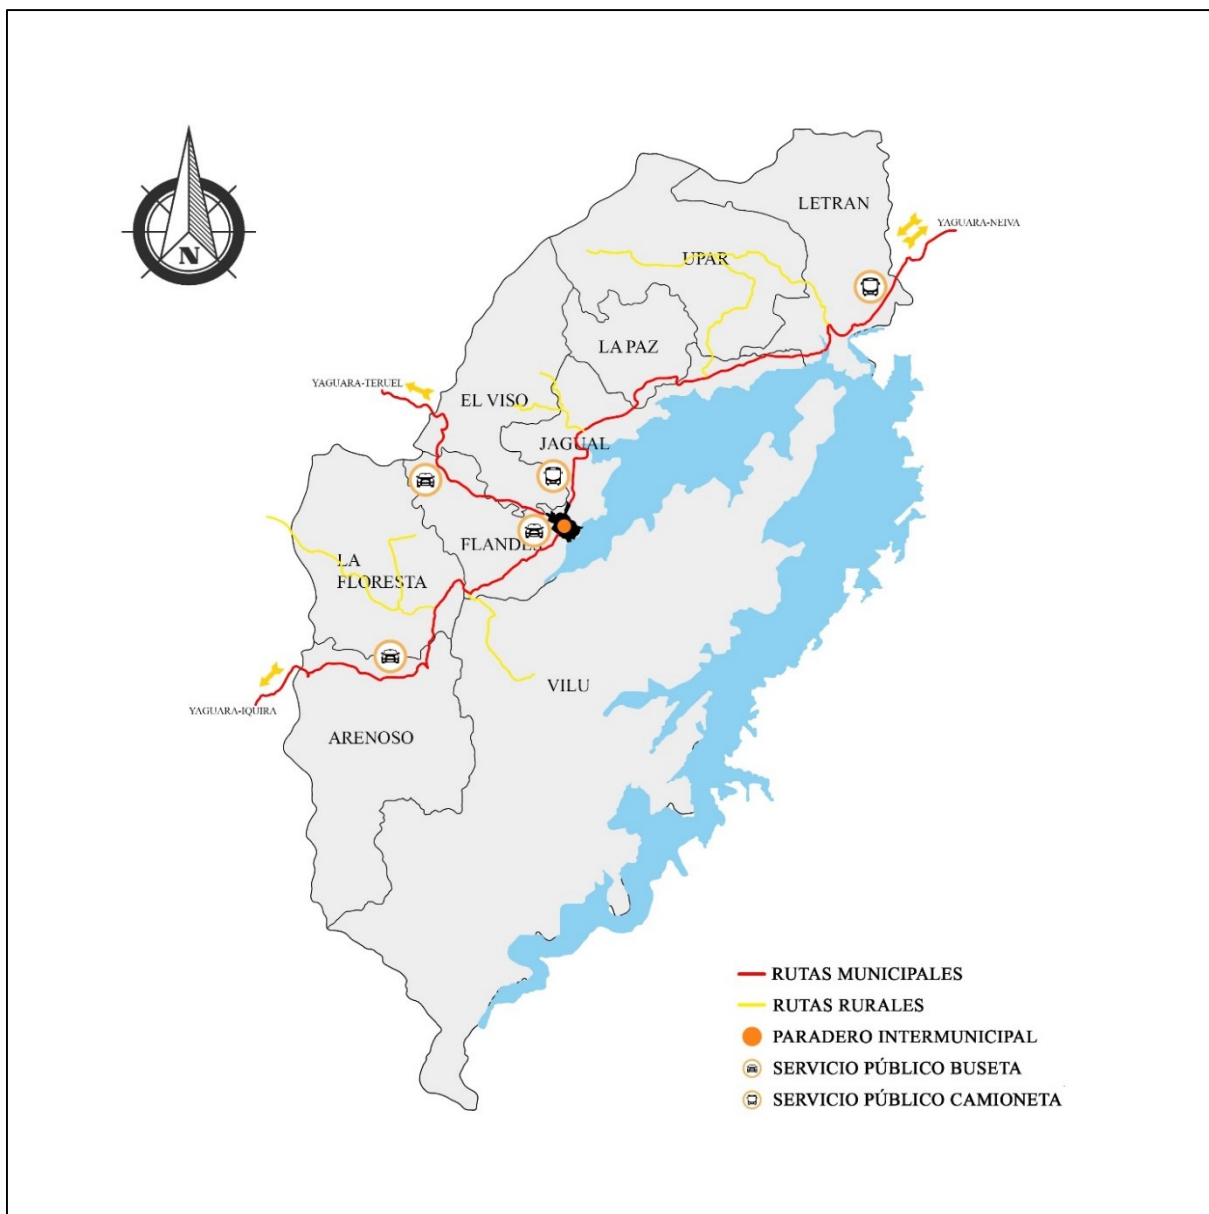 LETRAN
YAGUARA-NEIVA
UPAR
N
LA PAZ
YAGUARA-TERUEL
EL VISO
JAGUAL
FLANDES
LA
FLORESTA
VILU
YAGUARA-IQUIRA
ARENOSO
RUTAS MUNICIPALES
RUTAS RURALES
PARADERO INTERMUNICIPAL
SERVICIO PÚBLICO BUSETA
SERVICIO PÚBLICO CAMIONETA